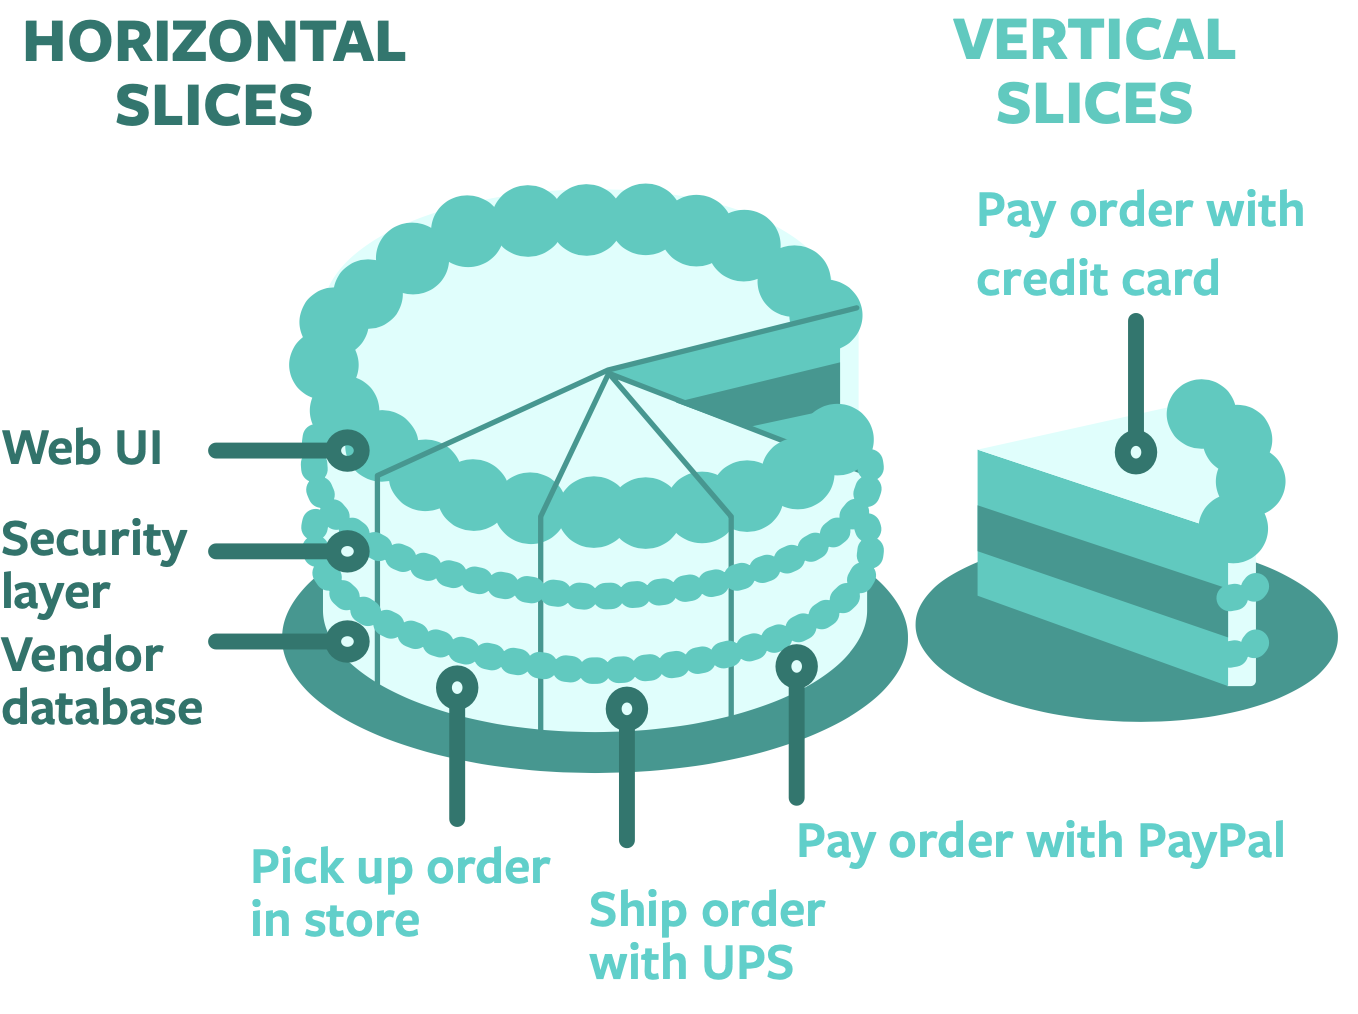 HORIZONTAL
SLICES
VERTICAL
SLICES
Pay order with
credit card
Web UI
Security
layer
Vendor
database
Pick up order
in store
Ship order
with UPS
Pay order with PayPal